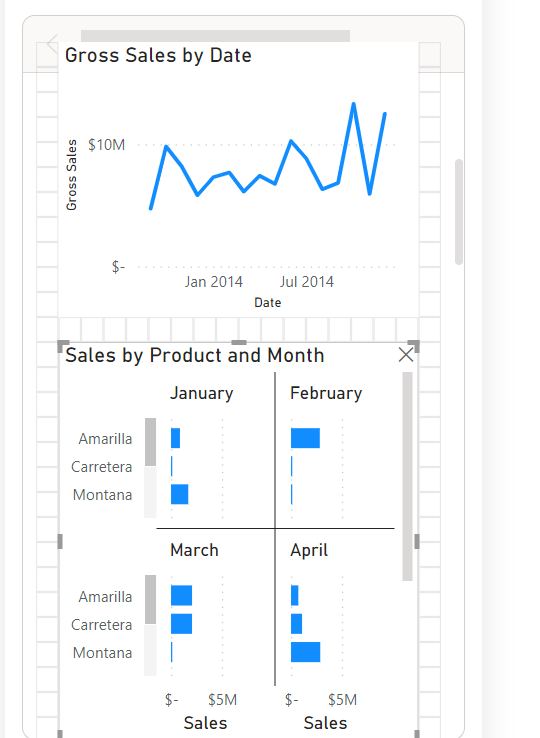 Gross Sales by Date
Gross Sales
$10M
$-
Jan 2014 Jul 2014
Date
Sales by Product and Month
January February
Amarilla
Carretera
Montana
March April
Amarilla
Carretera
Montana
$- $5M $- $5M
Sales Sales